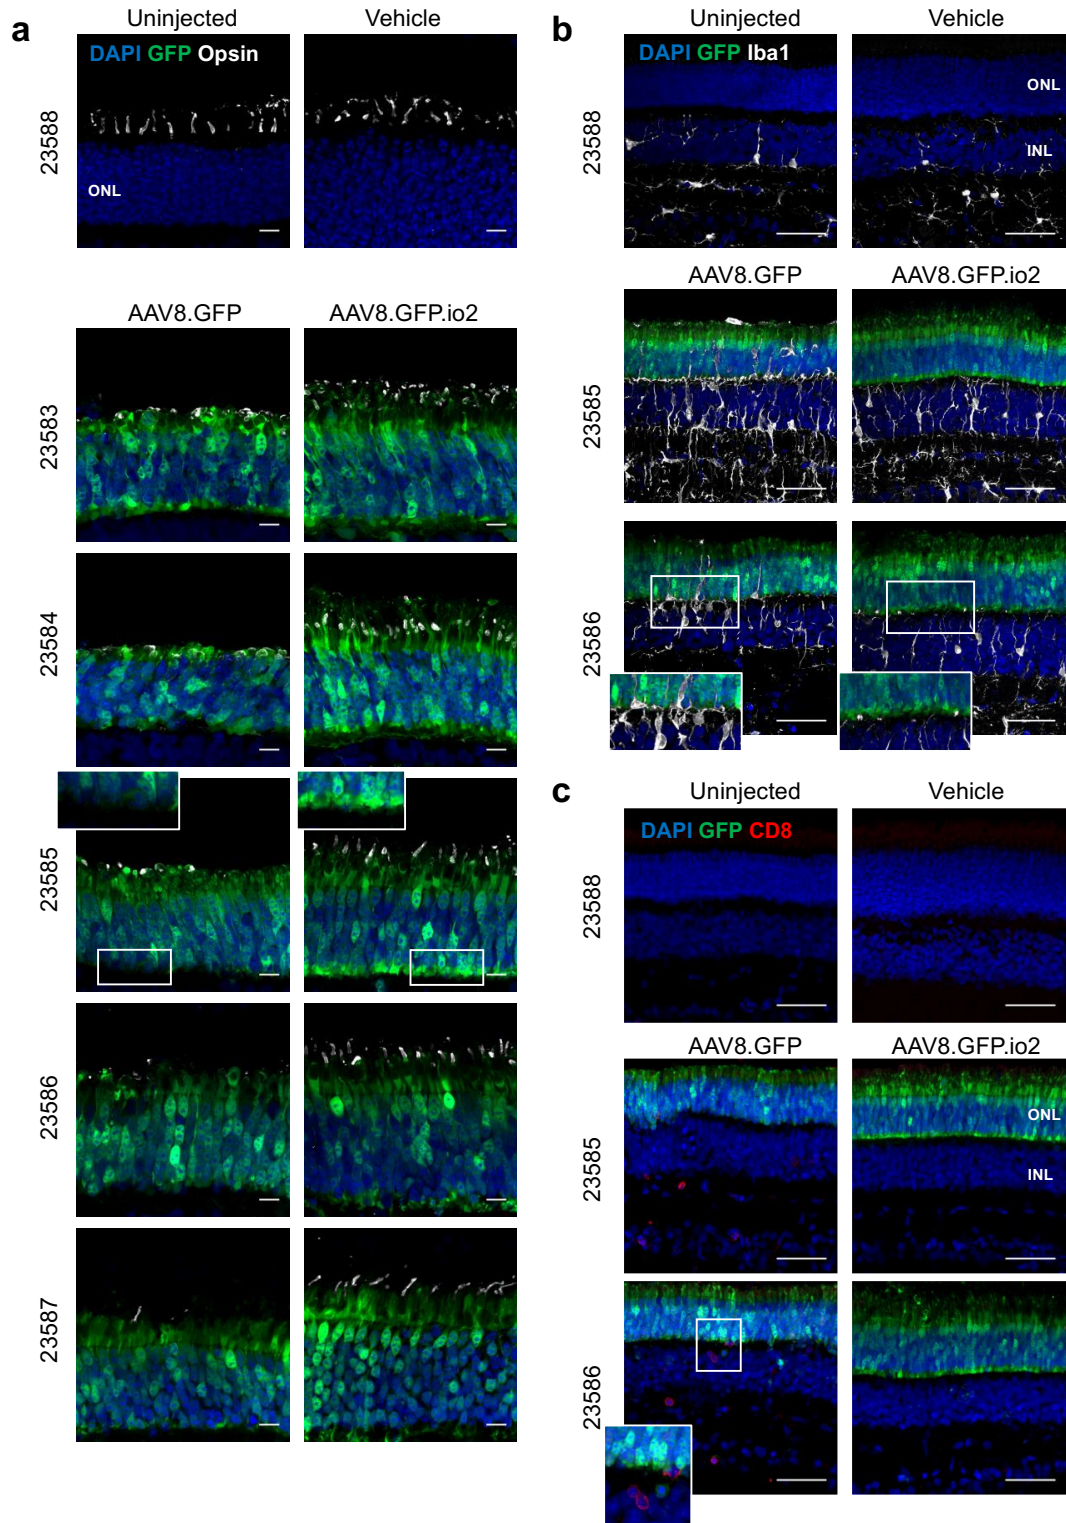 a
Uninjected Vehicle
DAPI GFP Opsin
23588
ONL
AAV8.GFP AAV8.GFP.io2
23583
23584
23585
23586
23587
b
Uninjected Vehicle
DAPI GFP Iba1
23588
ONL
INL
AAV8.GFP AAV8.GFP.io2
23585
23586
c
Uninjected Vehicle
DAPI GFP CD8
23588
AAV8.GFP AAV8.GFP.io2
23585
ONL
INL
23586